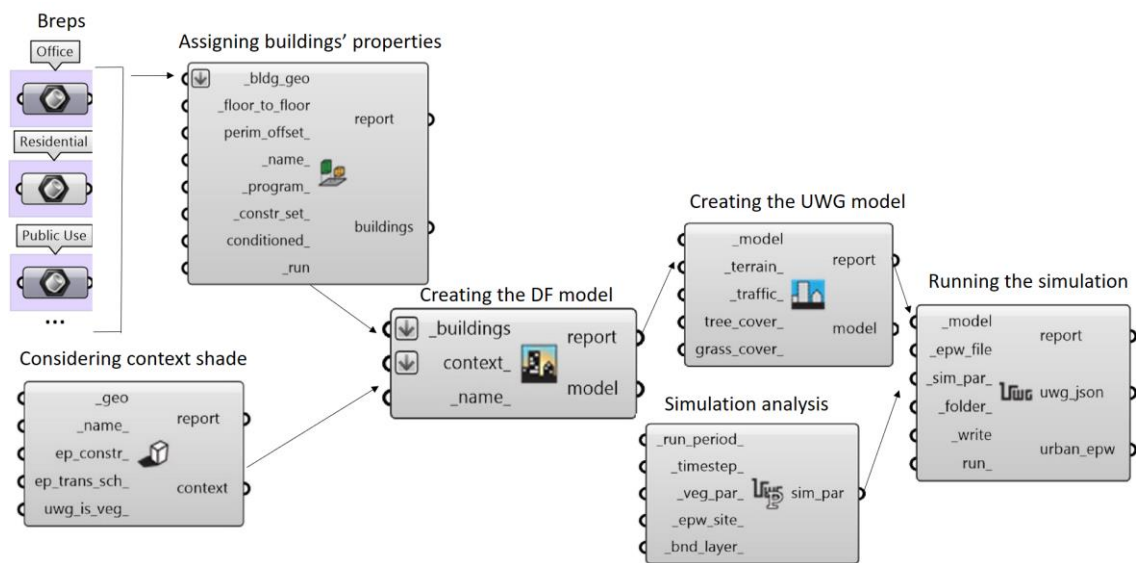 Breps
Office
Residential
Public Use
...
Assigning buildings' properties
_bldg_geo
_floor_to_floor
perim_offset_
_name_
_program_
_constr_set_
conditioned_
_run
report
buildings
Considering context shade
_geo
_name_
ep_constr_
ep_trans_sch_
uwg_is_veg_
report
context
Creating the DF model
_buildings
context_
_name_
report
model
Creating the UWG model
_model
_terrain_
_traffic_
tree_cover_
grass_cover_
report
model
Simulation analysis
_run_period_
_timestep_
_veg_par_
_epw_site_
_bnd_layer_
sim_par
Running the simulation
_model
_epw_file
_sim_par_
_folder_
_write
run_
report
uwg_json
urban_epw